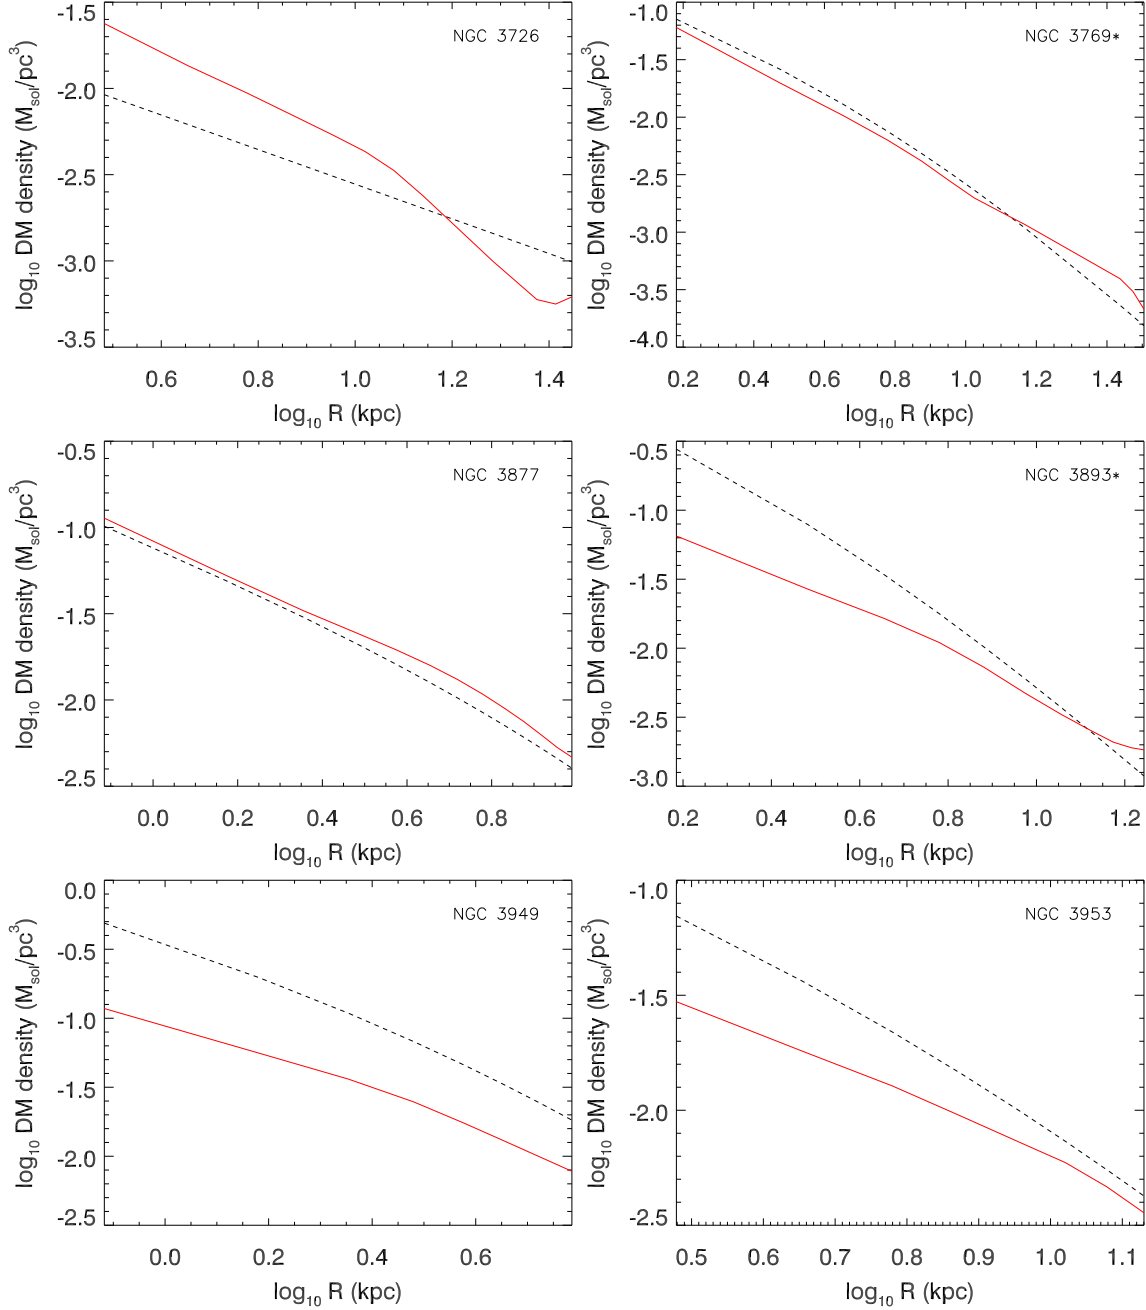 NGC 3726
log10 DM density (Msol/pc3)
-1.5
-2.0
-2.5
-3.0
-3.5
0.6 0.8 1.0 1.2 1.4
log10 R (kpc)
NGC 3769*
log10 DM density (Msol/pc3)
-1.0
-1.5
-2.0
-2.5
-3.0
-3.5
-4.0
0.2 0.4 0.6 0.8 1.0 1.2 1.4
log10 R (kpc)
NGC 3877
log10 DM density (Msol/pc3)
-0.5
-1.0
-1.5
-2.0
-2.5
0.0 0.2 0.4 0.6 0.8
log10 R (kpc)
NGC 3893*
log10 DM density (Msol/pc3)
-0.5
-1.0
-1.5
-2.0
-2.5
-3.0
0.2 0.4 0.6 0.8 1.0 1.2
log10 R (kpc)
NGC 3949
log10 DM density (Msol/pc3)
0.0
-0.5
-1.0
-1.5
-2.0
-2.5
0.0 0.2 0.4 0.6
log10 R (kpc)
NGC 3953
log10 DM density (Msol/pc3)
-1.0
-1.5
-2.0
-2.5
0.5 0.6 0.7 0.8 0.9 1.0 1.1
log10 R (kpc)